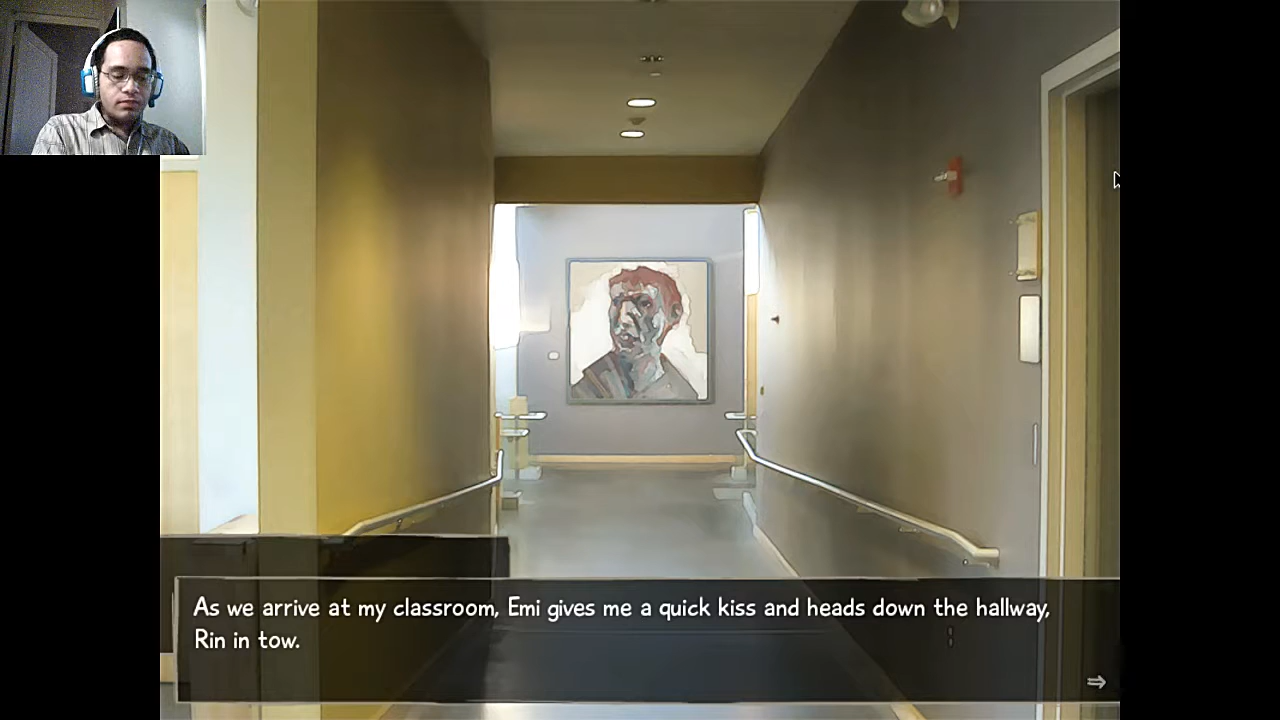 As we arrive at my classroom, Emi gives me a quick kiss and heads down the hallway,
Rin in tow.